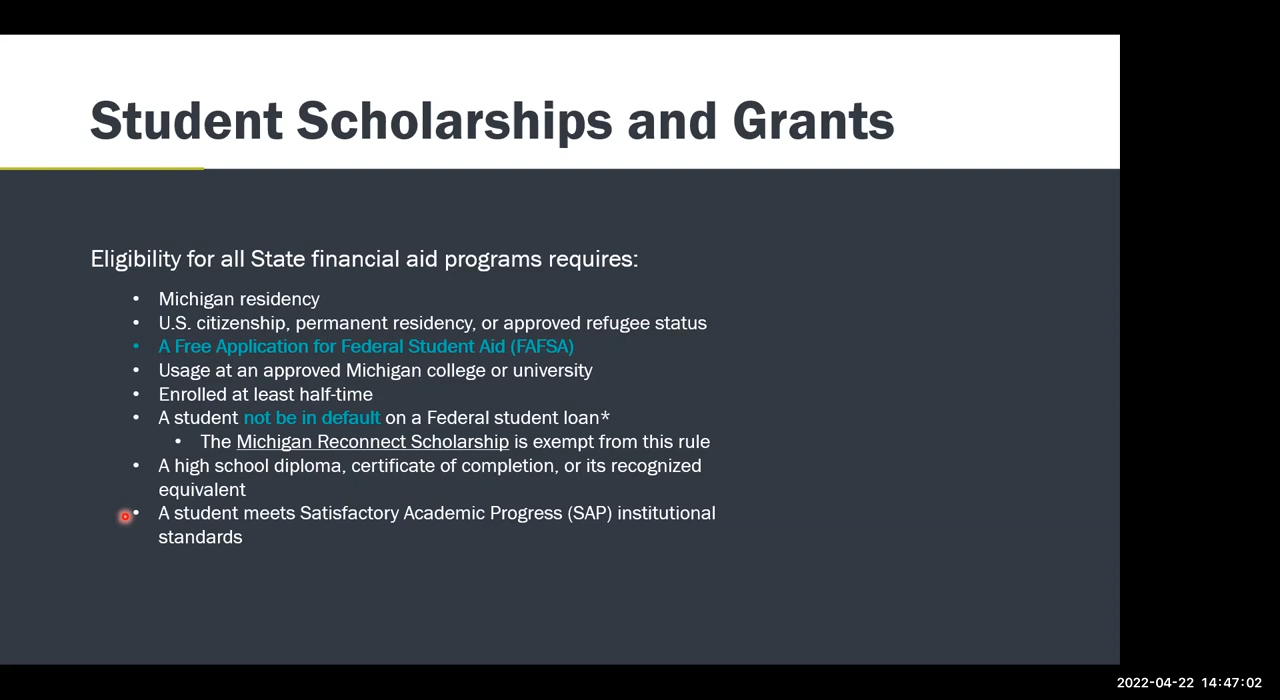 Student Scholarships and Grants
Eligibility for all State financial aid programs requires:
• Michigan residency
• U.S. citizenship, permanent residency, or approved refugee status
• A Free Application for Federal Student Aid (FAFSA)
• Usage at an approved Michigan college or university
• Enrolled at least half-time
• A student not be in default on a Federal student loan*
• The Michigan Reconnect Scholarship is exempt from this rule
• A high school diploma, certificate of completion, or its recognized
equivalent
• A student meets Satisfactory Academic Progress (SAP) institutional
standards
2022-04-22 14:47:02